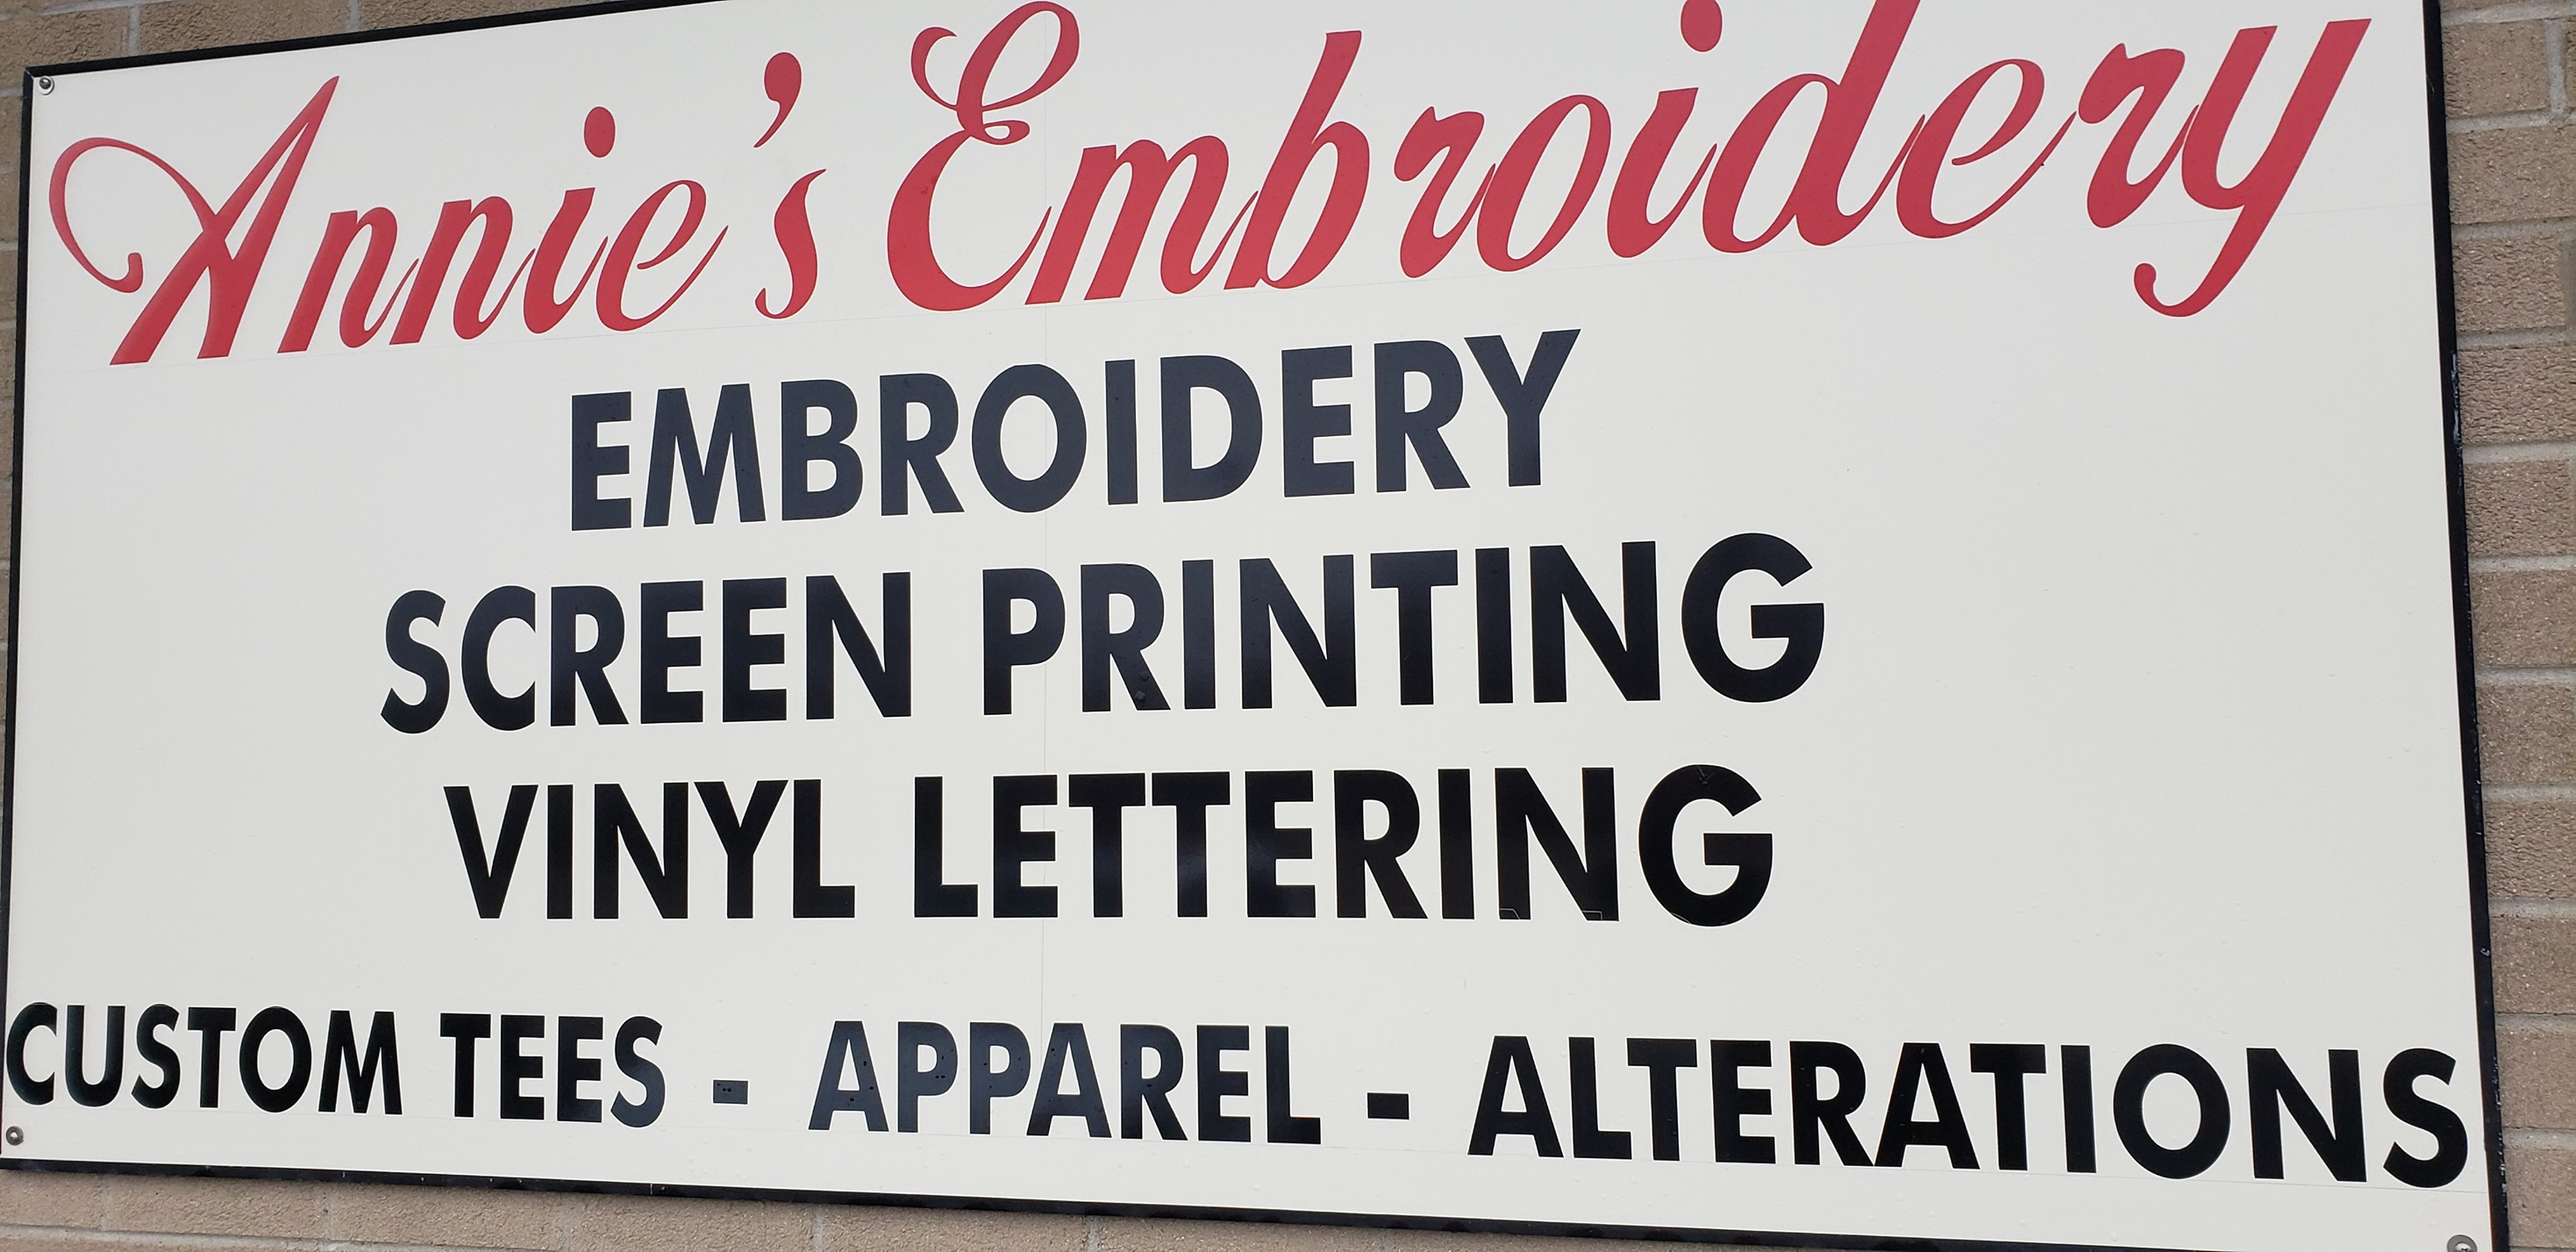 Annie's Embroidery
EMBROIDERY
SCREEN PRINTING
VINYL LETTERING
CUSTOM TEES - APPAREL - ALTERATIONS